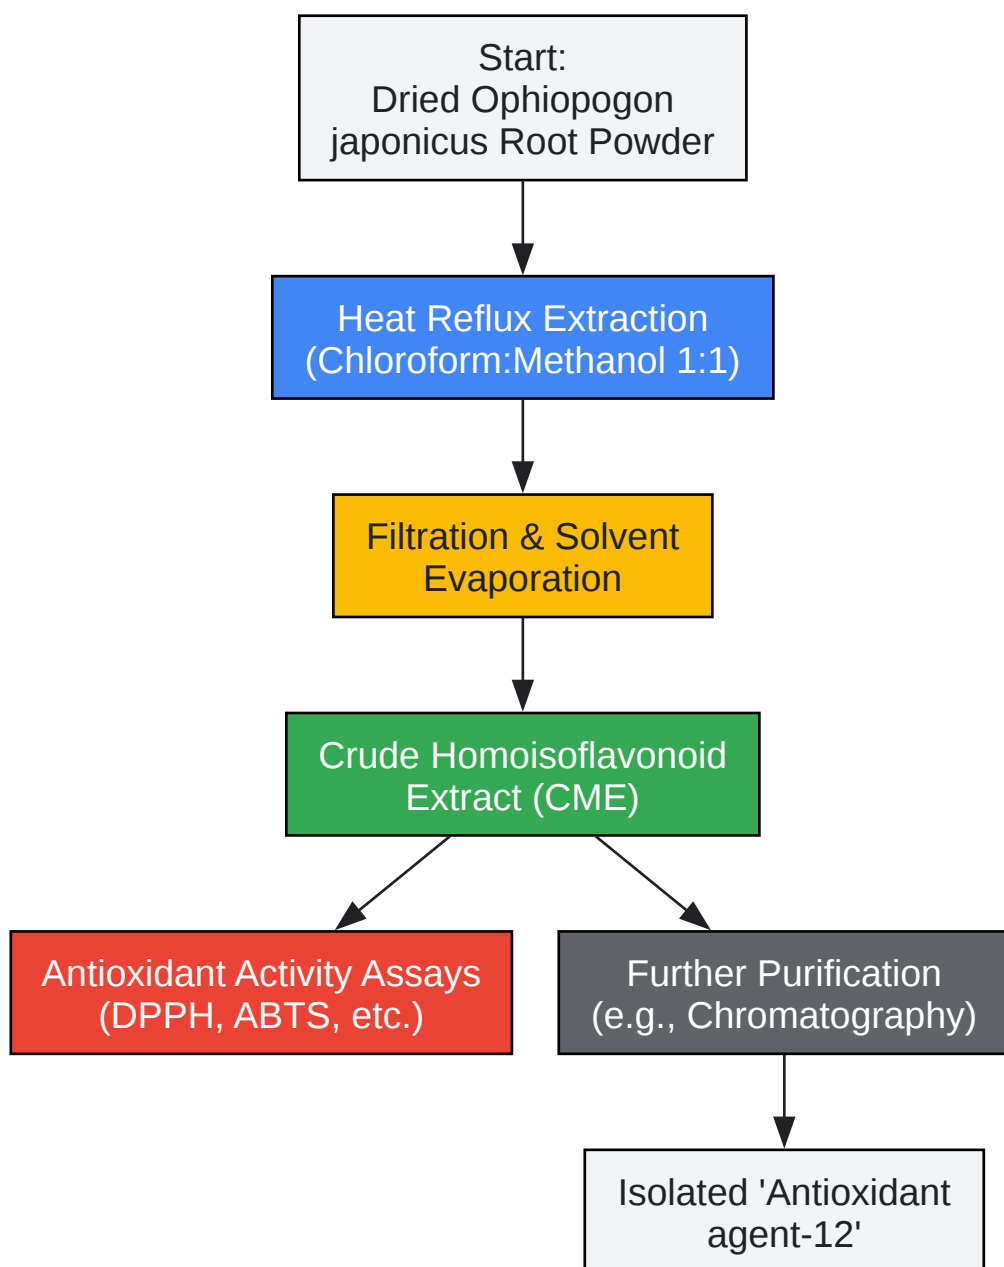 Start:
Dried Ophiopogon
japonicus Root Powder
Heat Reflux Extraction
(Chloroform:Methanol 1:1)
Filtration & Solvent
Evaporation
Crude Homoisoflavonoid
Extract (CME)
Antioxidant Activity Assays
(DPPH, ABTS, etc.)
Further Purification
(e.g., Chromatography)
Isolated 'Antioxidant
agent-12'